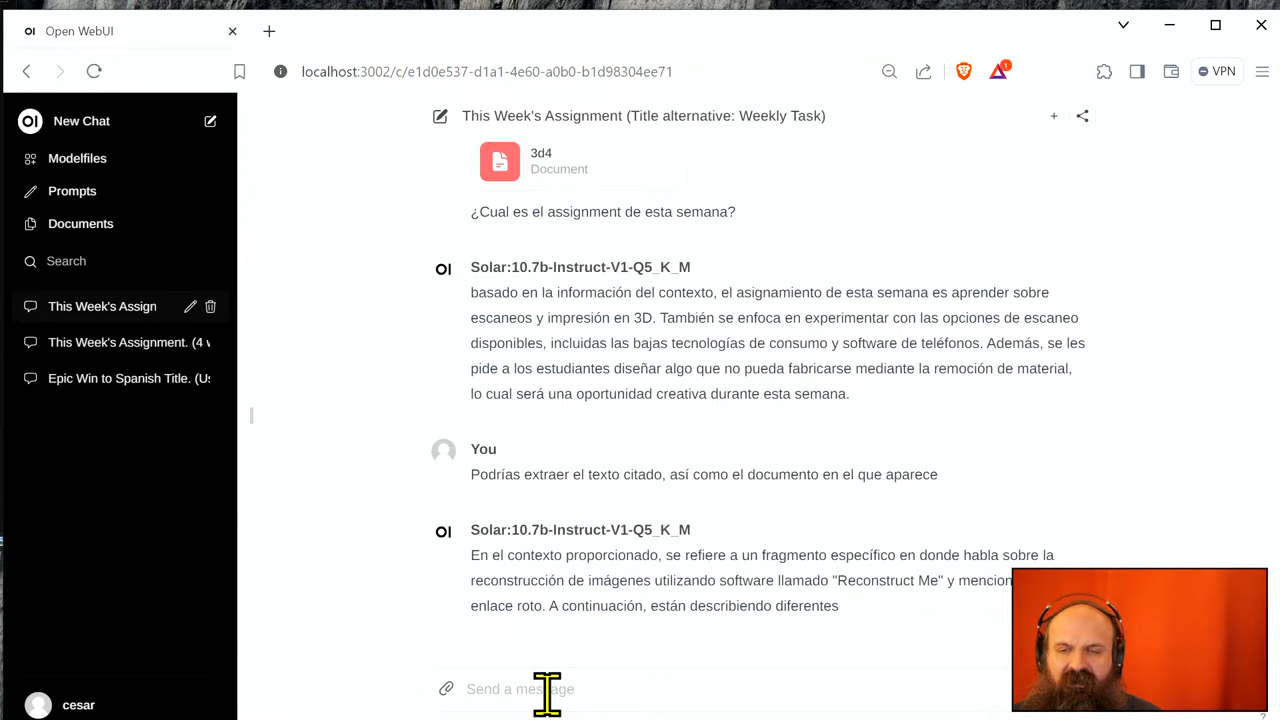 OI Open WebUI
localhost:3002/c/e1d0e537-d1a1-4e60-a0b0-b1d98304ee71
1
VPN
OI New Chat
Modelfiles
Prompts
Documents
Search
This Week's Assign
This Week's Assignment. (4 w
Epic Win to Spanish Title. (Us
cesar
This Week's Assignment (Title alternative: Weekly Task)
3d4
Document
¿Cual es el assignment de esta semana?
OI Solar:10.7b-Instruct-V1-Q5_K_M
basado en la información del contexto, el asignamiento de esta semana es aprender sobre
escaneos y impresión en 3D. También se enfoca en experimentar con las opciones de escaneo
disponibles, incluidas las bajas tecnologías de consumo y software de teléfonos. Además, se les
pide a los estudiantes diseñar algo que no pueda fabricarse mediante la remoción de material,
lo cual será una oportunidad creativa durante esta semana.
You
Podrías extraer el texto citado, así como el documento en el que aparece
OI Solar:10.7b-Instruct-V1-Q5_K_M
En el contexto proporcionado, se refiere a un fragmento específico en donde habla sobre la
reconstrucción de imágenes utilizando software llamado "Reconstruct Me" y mencion
enlace roto. A continuación, están describiendo diferentes
Send a message